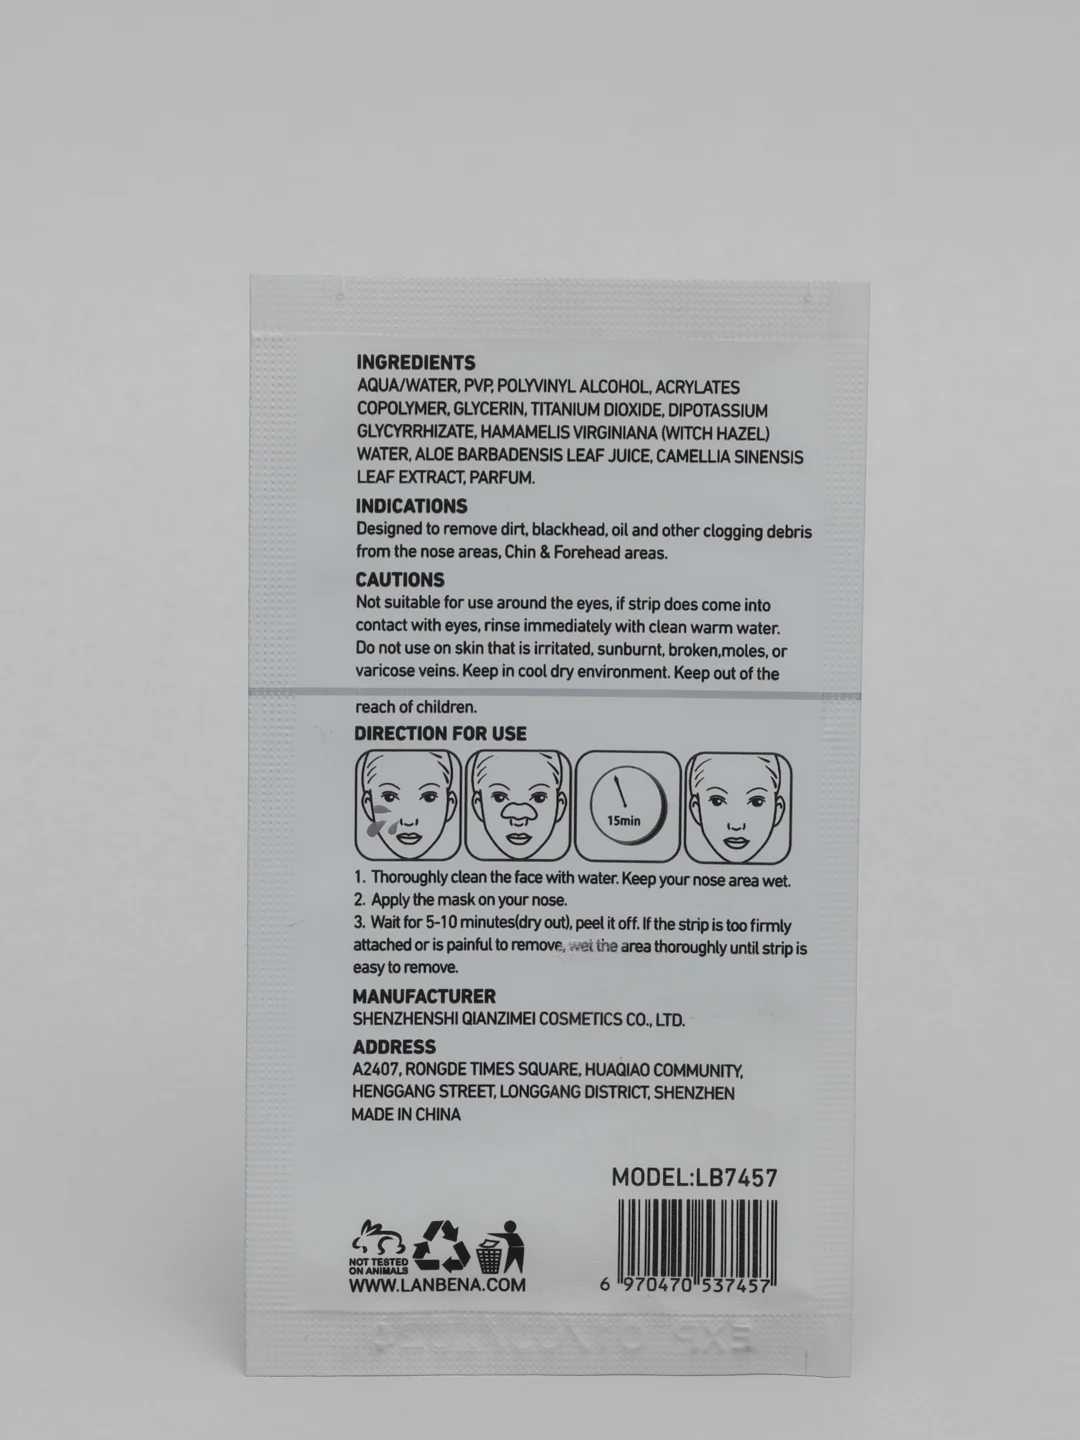 INGREDIENTS
AQUA/WATER, PVP, POLYVINYL ALCOHOL, ACRYLATES
COPOLYMER, GLYCERIN, TITANIUM DIOXIDE, DIPOTASSIUM
GLYCYRRHIZATE, HAMAMELIS VIRGINIANA (WITCH HAZEL)
WATER, ALOE BARBADENSIS LEAF JUICE, CAMELLIA SINENSIS
LEAF EXTRACT, PARFUM.
INDICATIONS
Designed to remove dirt, blackhead, oil and other clogging debris
from the nose areas, Chin & Forehead areas.
CAUTIONS
Not suitable for use around the eyes, if strip does come into
contact with eyes, rinse immediately with clean warm water.
Do not use on skin that is irritated, sunburnt, broken,moles, or
varicose veins. Keep in cool dry environment. Keep out of the
reach of children.
DIRECTION FOR USE
15min
1. Thoroughly clean the face with water. Keep your nose area wet.
2. Apply the mask on your nose.
3. Wait for 5-10 minutes(dry out), peel it off. If the strip is too firmly
attached or is painful to remove, wet the area thoroughly until strip is
easy to remove.
MANUFACTURER
SHENZHENSHI QIANZIMEI COSMETICS CO., LTD.
ADDRESS
A2407, RONGDE TIMES SQUARE, HUAQIAO COMMUNITY,
HENGGANG STREET, LONGGANG DISTRICT, SHENZHEN
MADE IN CHINA
MODEL:LB7457
NOT TESTED
ON ANIMALS
WWW.LANBENA.COM
6 970470 537457
EXP